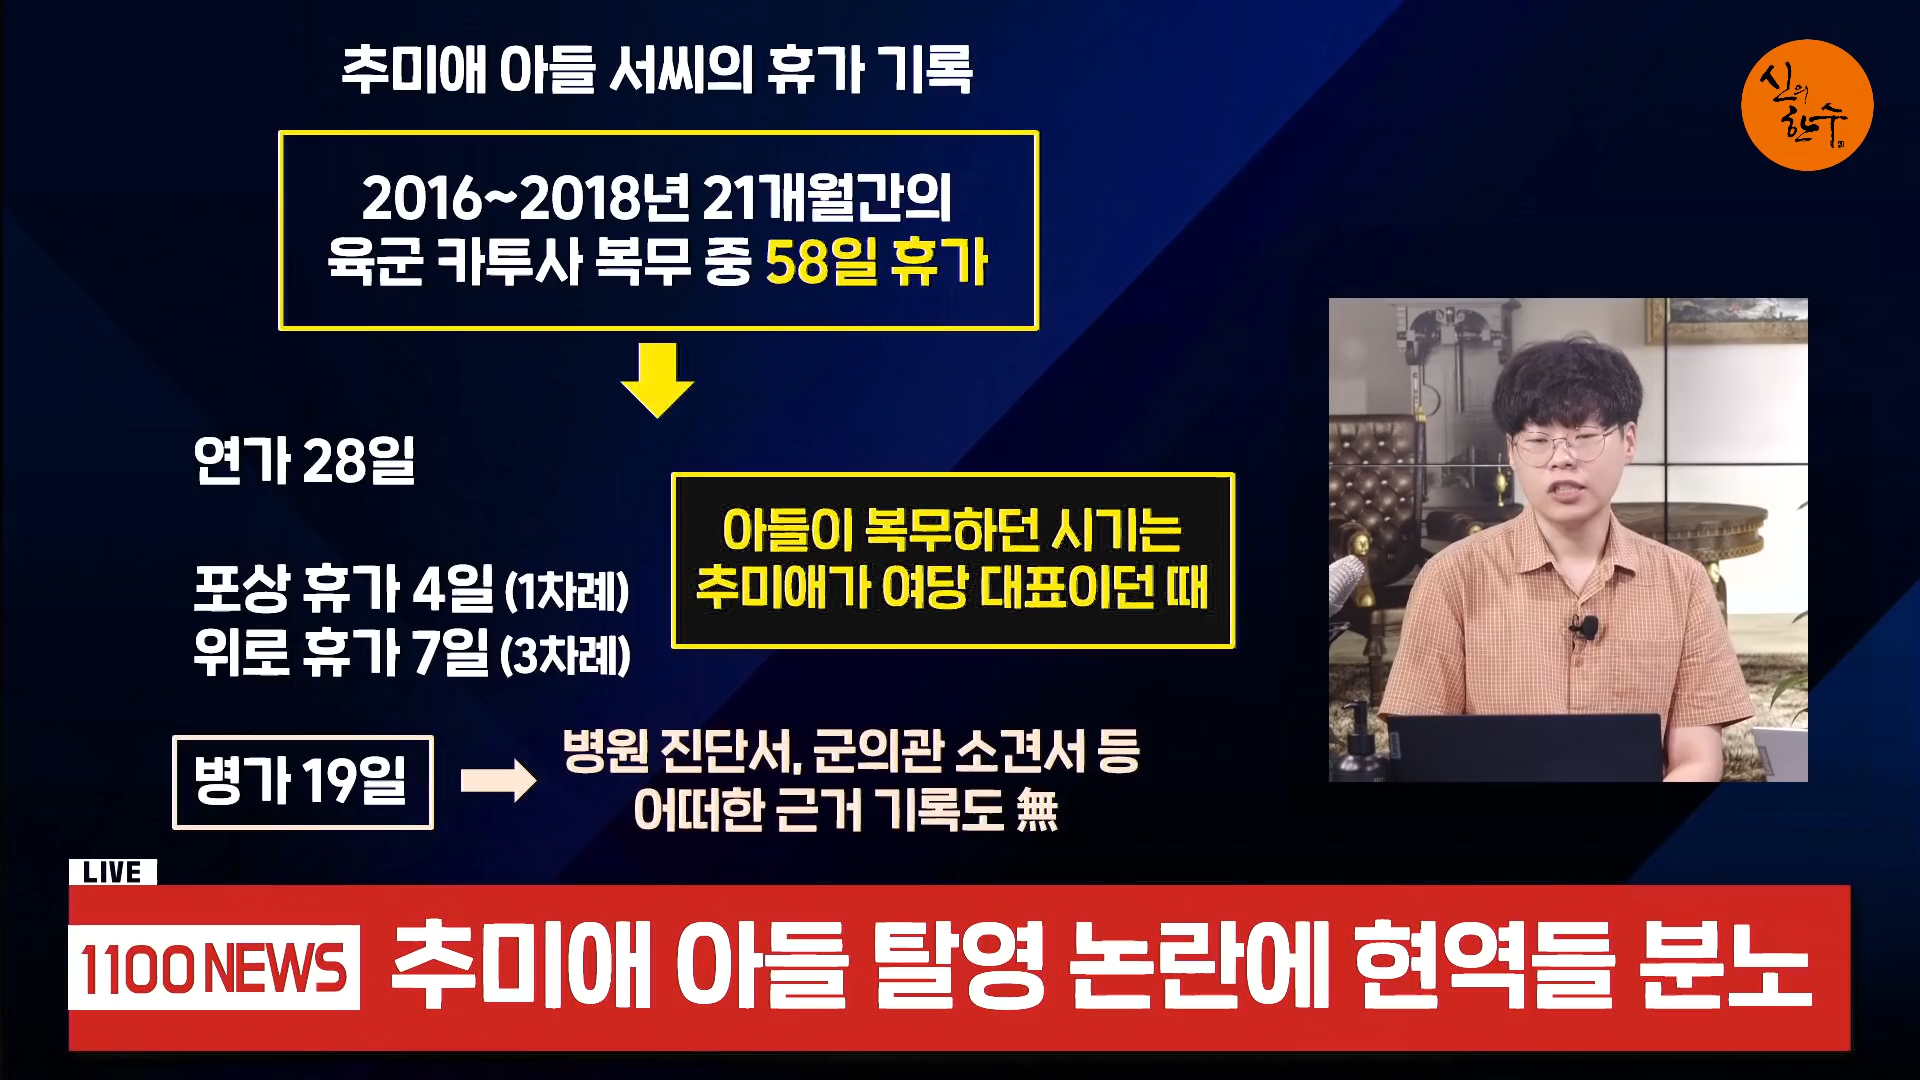 추미애 아들 서씨의 휴가 기록
신의
한수
2016~2018년 21개월간의
육군 카투사 복무 중 58일 휴가
연가 28일
아들이 복무하던 시기는
추미애가 여당 대표이던 때
포상 휴가 4일 (1차례)
위로 휴가 7일 (3차례)
병가 19일
병원 진단서, 군의관 소견서 등
어떠한 근거 기록도 無
LIVE
1100 NEWS
추미애 아들 탈영 논란에 현역들 분노